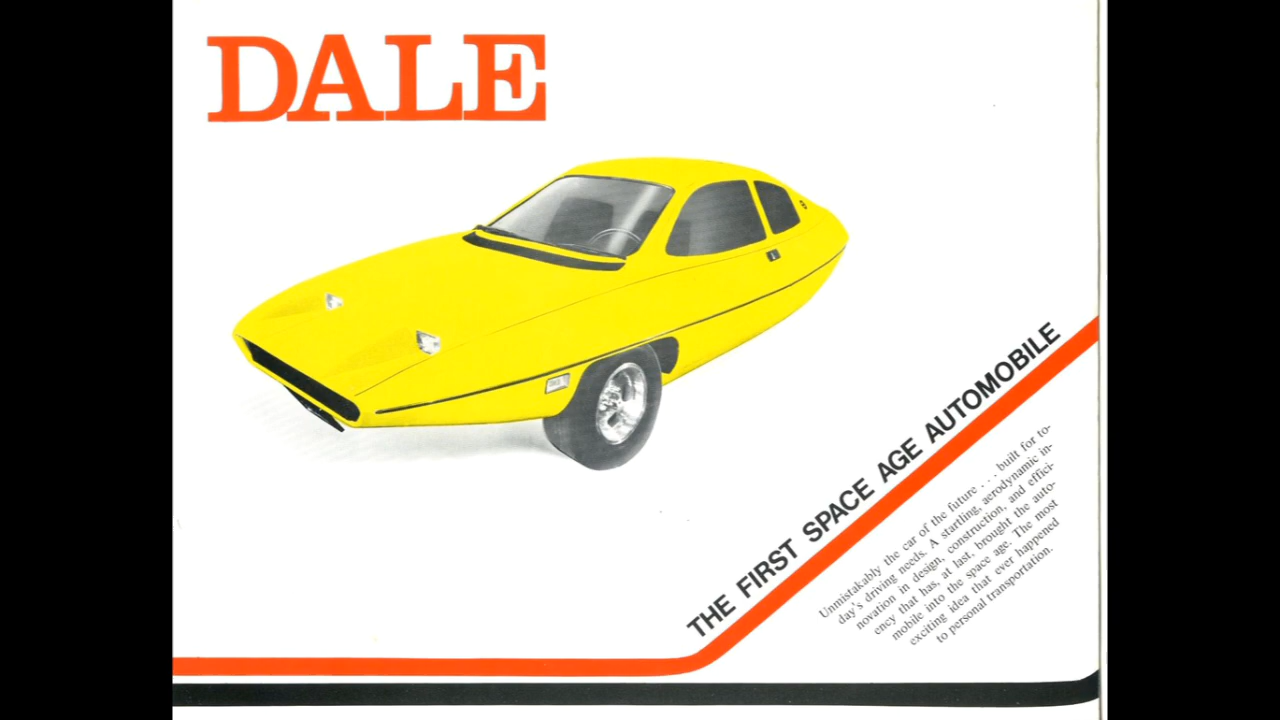 DALE
THE FIRST SPACE AGE AUTOMOBILE
Unmistakably the car of the future . . . built for to-
day's driving needs. A startling, aerodynamic in-
novation in design, construction, and effici-
ency that has, at last, brought the auto-
mobile into the space age. The most
exciting idea that ever happened
to personal transportation.